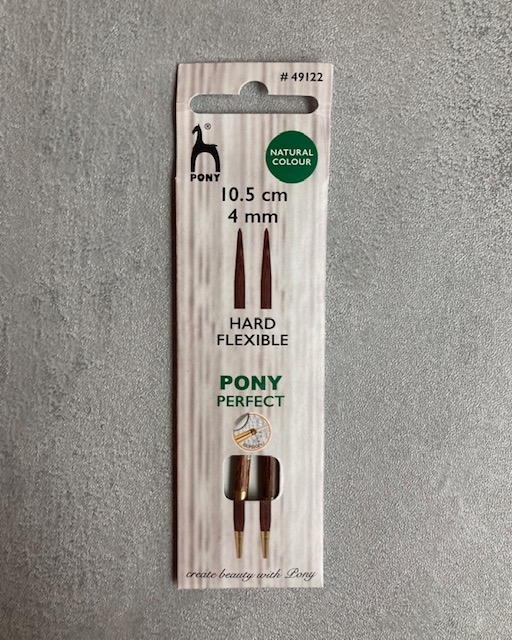 # 49122
®
PONY
NATURAL
COLOUR
10.5 cm
4 mm
HARD
FLEXIBLE
PONY
PERFECT
create beauty with Pony